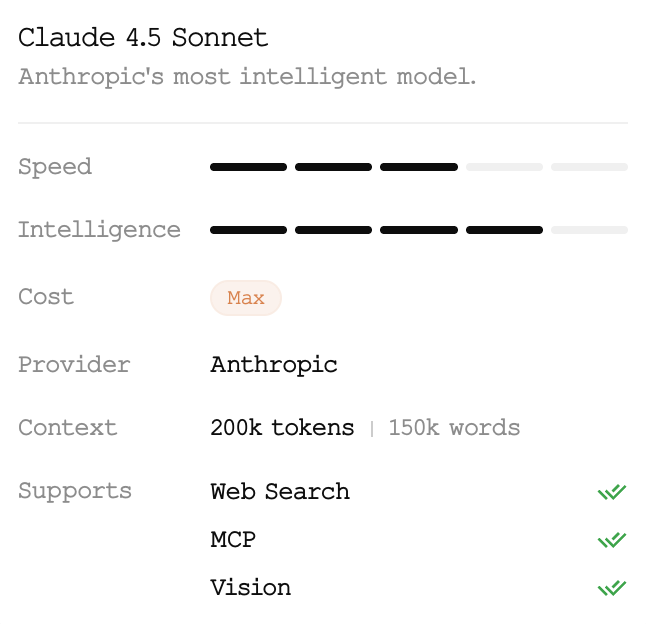 Claude 4.5 Sonnet
Anthropic's most intelligent model.
Speed
Intelligence
Cost Max
Provider Anthropic
Context 200k tokens | 150k words
Supports Web Search
MCP
Vision